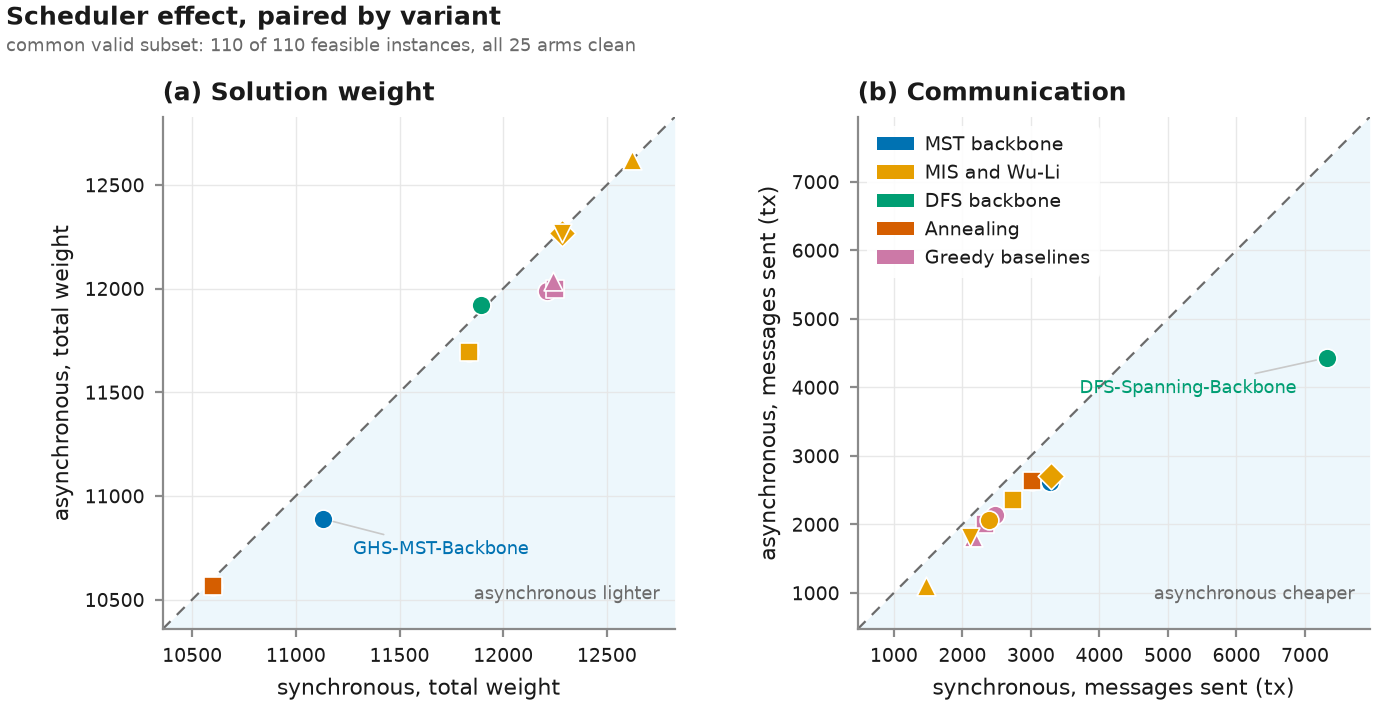 Scheduler effect, paired by variant
common valid subset: 110 of 110 feasible instances, all 25 arms clean
(a) Solution weight
asynchronous, total weight
12500
12000
11500
11000
10500
GHS-MST-Backbone
asynchronous lighter
10500 11000 11500 12000 12500
synchronous, total weight
(b) Communication
asynchronous, messages sent (tx)
7000
6000
5000
4000
3000
2000
1000
MST backbone
MIS and Wu-Li
DFS backbone
Annealing
Greedy baselines
DFS-Spanning-Backbone
asynchronous cheaper
1000 2000 3000 4000 5000 6000 7000
synchronous, messages sent (tx)